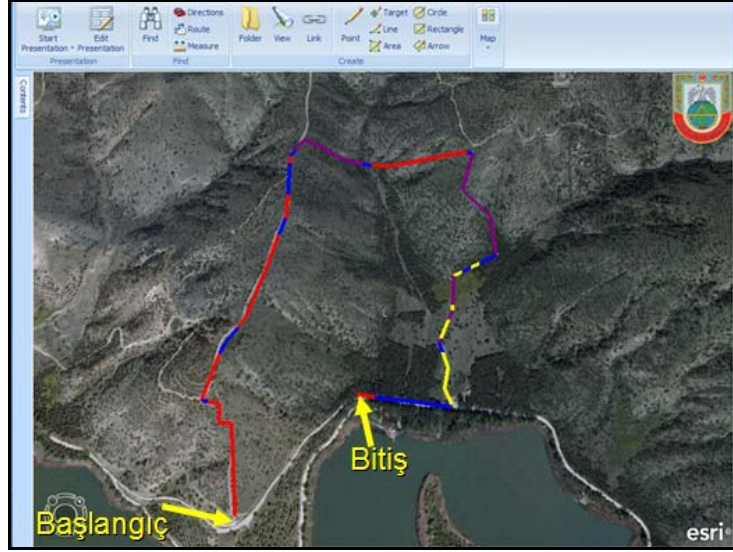 Start Presentation
Edit Presentation
Presentation
Find
Directions
Route
Measure
Find
Folder
View
Link
Point
Target
Line
Area
Circle
Rectangle
Arrow
Create
Map
Contents
Bitiş
Başlangıç
esri